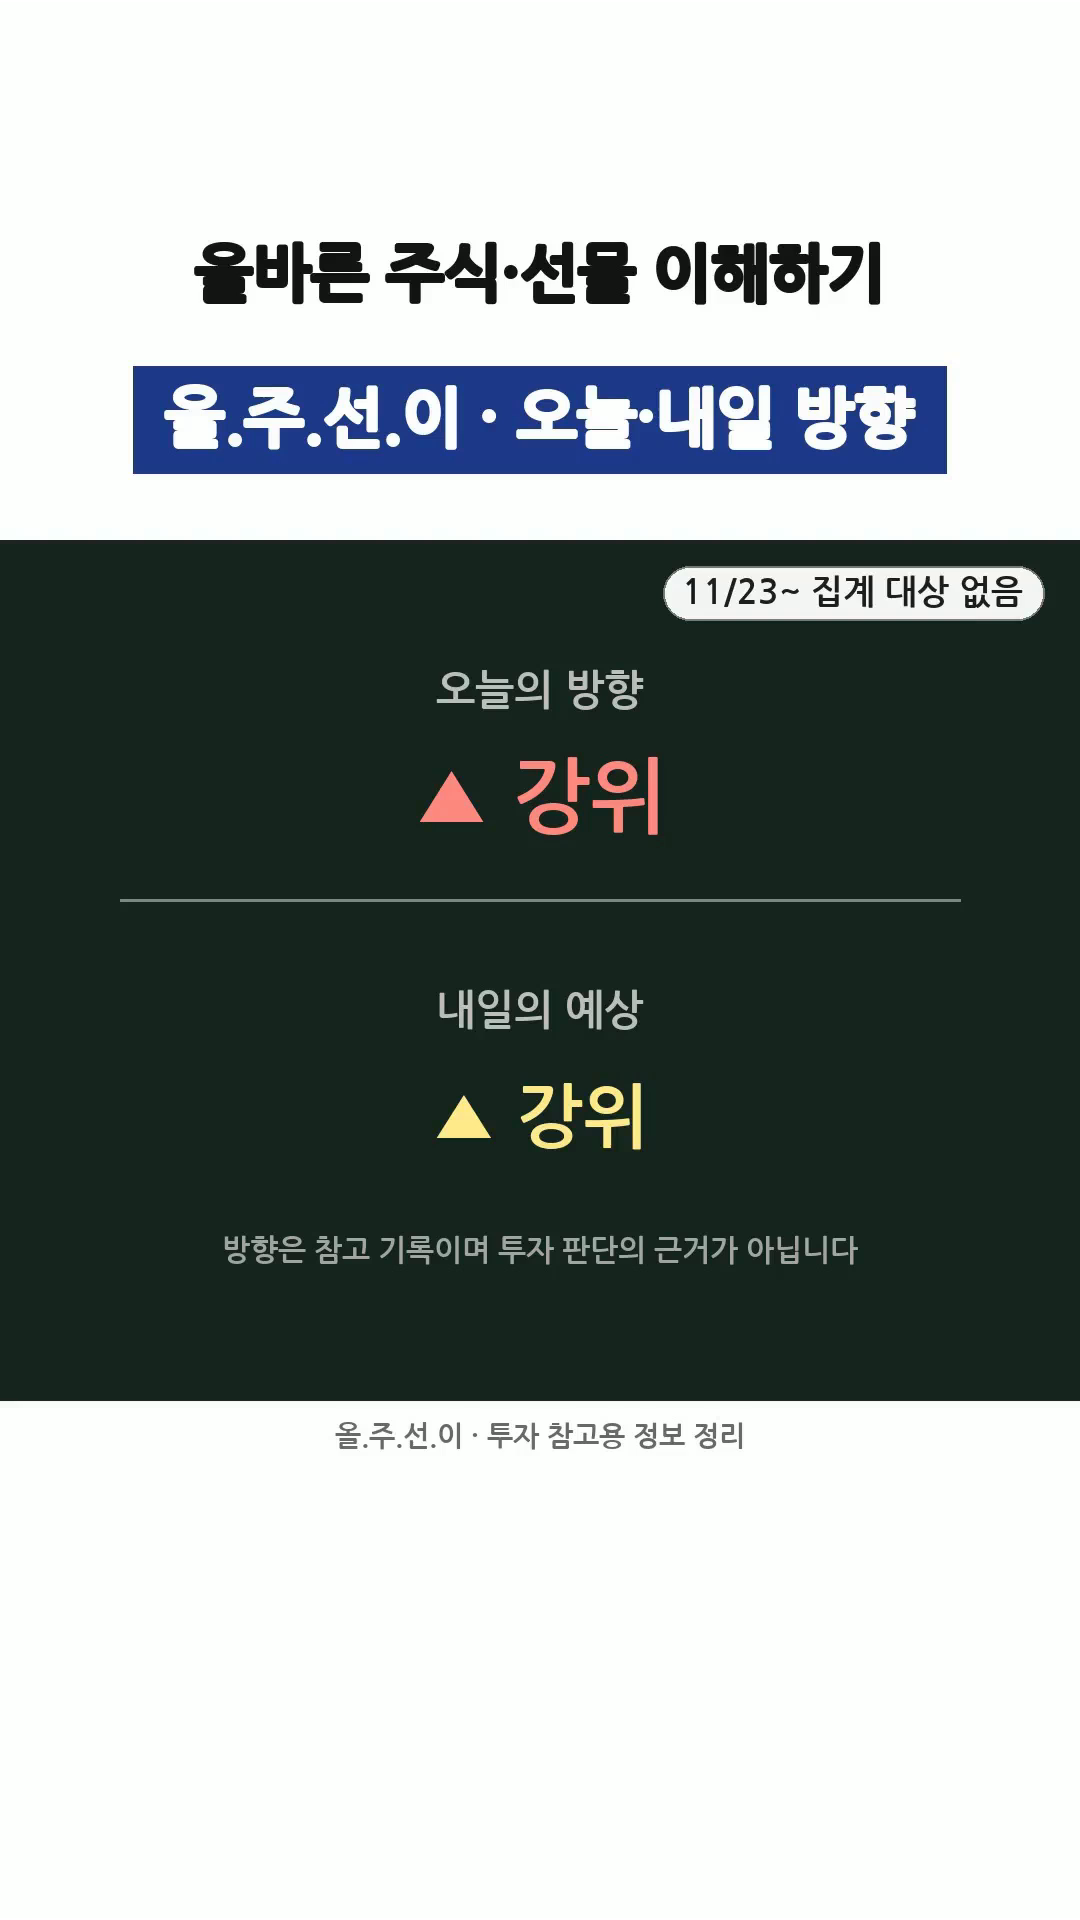 올바른 주식·선물 이해하기
올.주.선.이 · 오늘·내일 방향
11/23~ 집계 대상 없음
오늘의 방향
▲ 강위
내일의 예상
▲ 강위
방향은 참고 기록이며 투자 판단의 근거가 아닙니다
올.주.선.이 · 투자 참고용 정보 정리